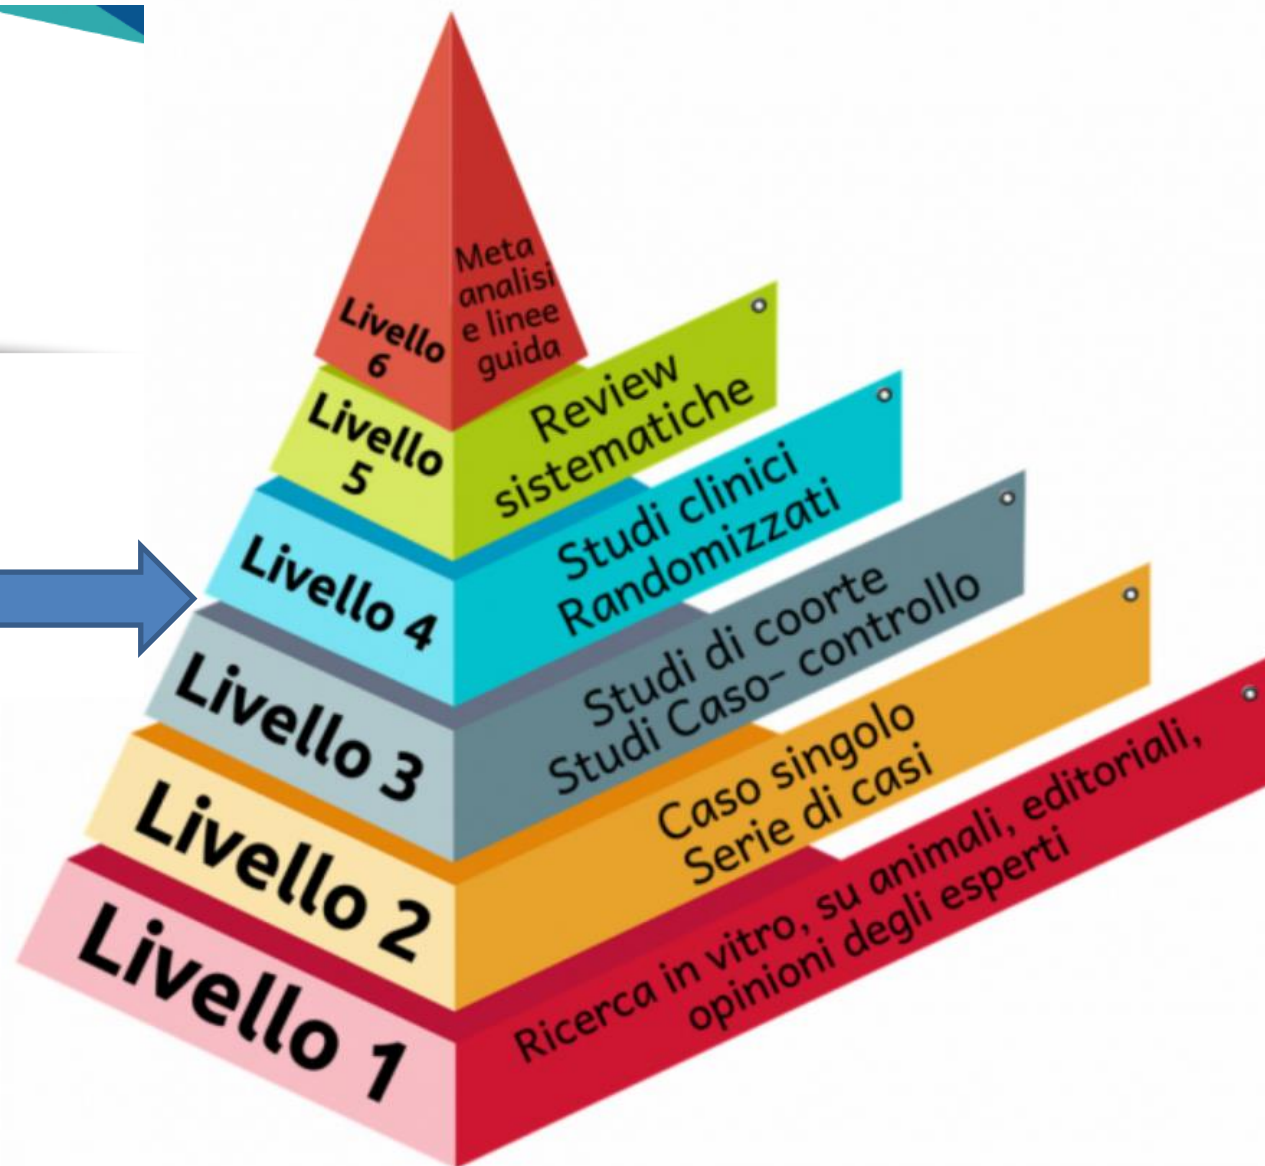 Livello
6
Meta
analisi
e linee
guida
Livello
5
Review
sistematiche
Livello 4
Studi clinici
Randomizzati
Livello 3
Studi di coorte
Studi Caso- controllo
Livello 2
Caso singolo
Serie di casi
Livello 1
Ricerca in vitro, su animali, editoriali,
opinioni degli esperti